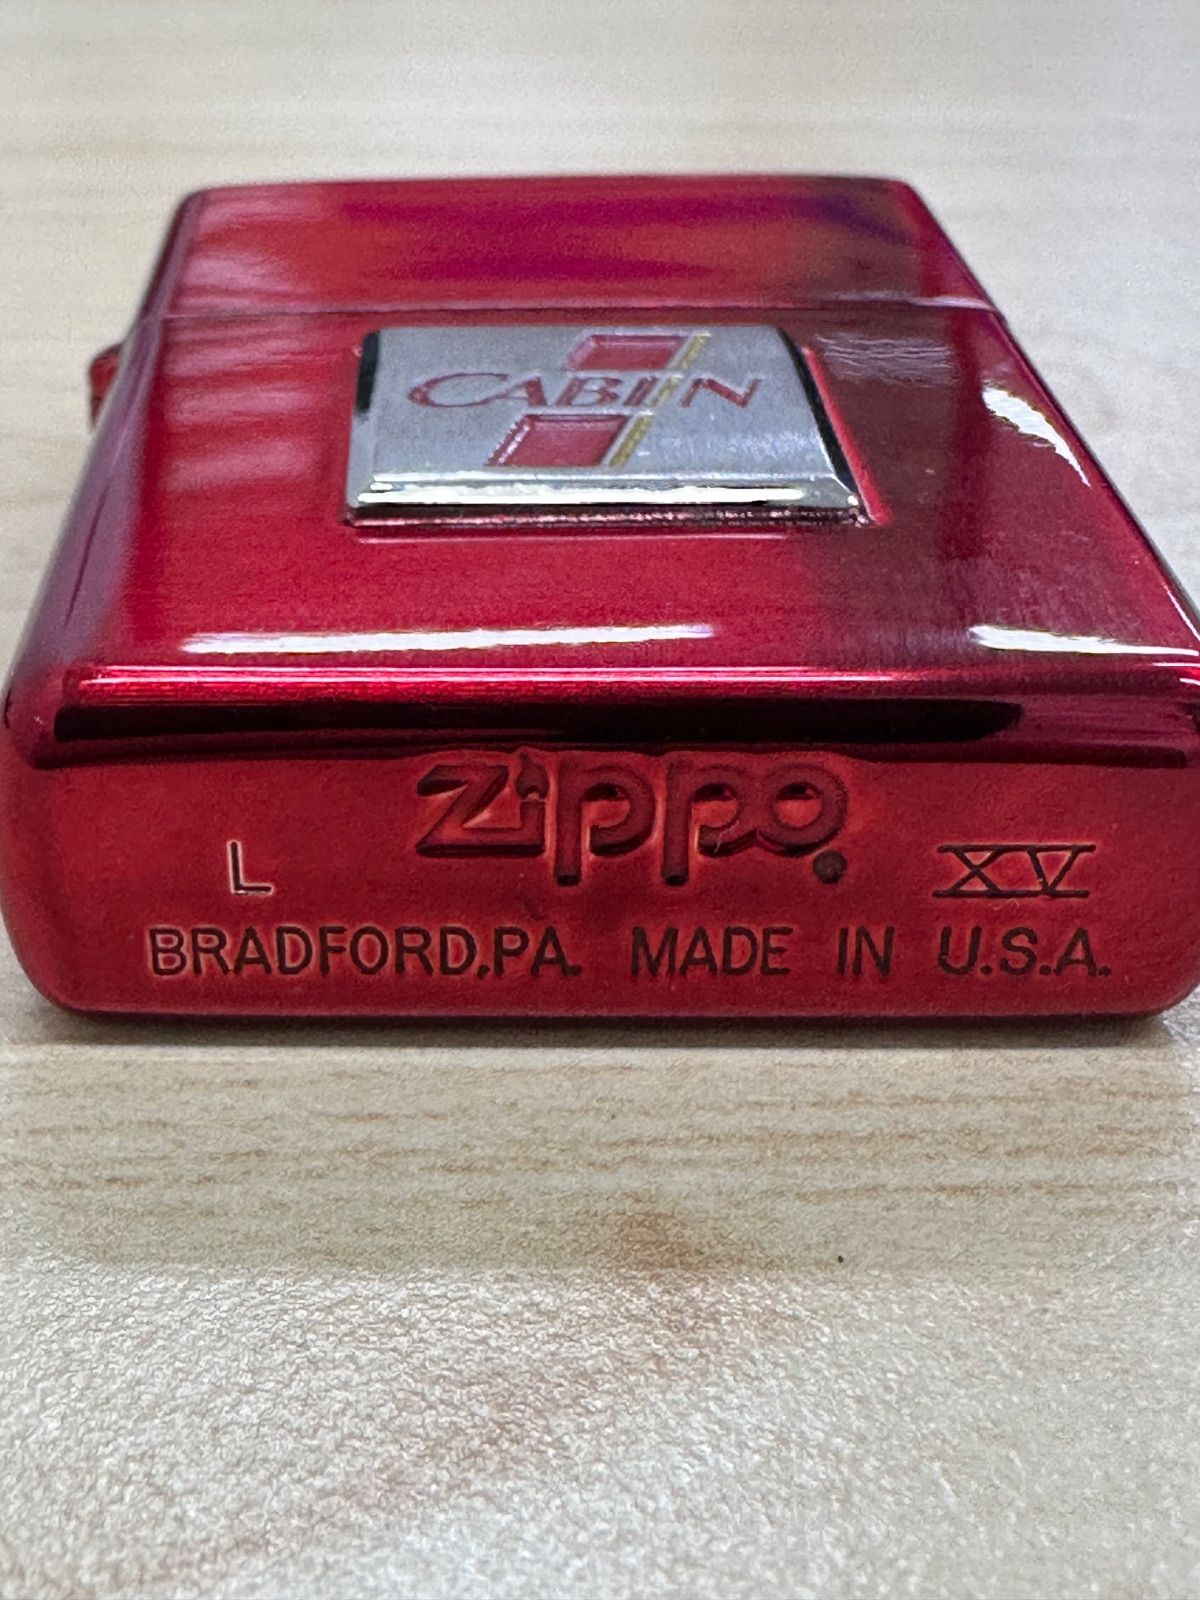 CABIN
Zippo
L XV
BRADFORD,PA. MADE IN U.S.A.